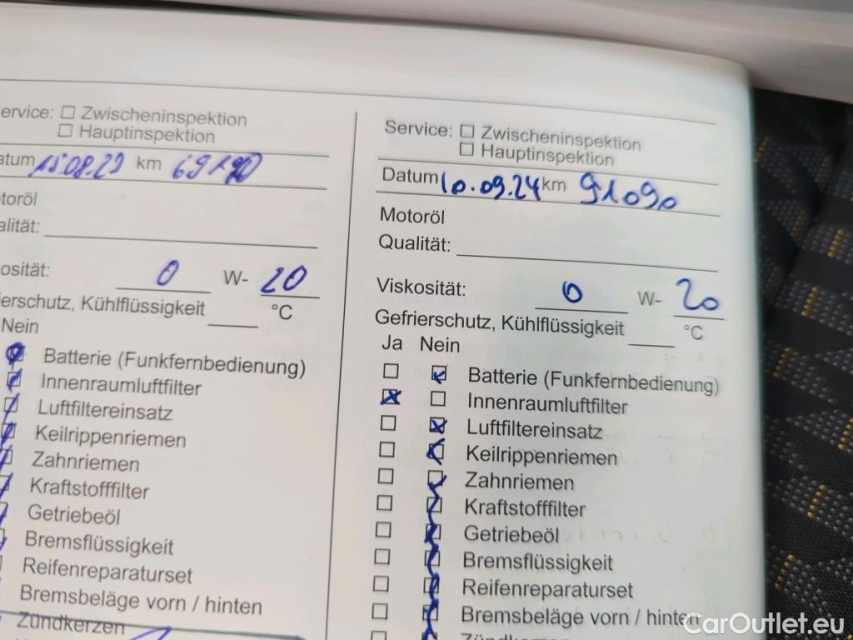 ervice: ☐ Zwischeninspektion
☐ Hauptinspektion
atum 15.08.23 km 69190
otoröl
alität:
osität: 0 W- 20
ierschutz, Kühlflüssigkeit °C
Nein
Batterie (Funkfernbedienung)
Innenraumluftfilter
Luftfiltereinsatz
Keilrippenriemen
Zahnriemen
Kraftstofffilter
Getriebeöl
Bremsflüssigkeit
Reifenreparaturset
Bremsbeläge vorn / hinten
Zündkerzen
Service: ☐ Zwischeninspektion
☐ Hauptinspektion
Datum 10.09.24 km 91090
Motoröl
Qualität:
Viskosität: 0 W- 20
Gefrierschutz, Kühlflüssigkeit °C
Ja Nein
Batterie (Funkfernbedienung)
Innenraumluftfilter
Luftfiltereinsatz
Keilrippenriemen
Zahnriemen
Kraftstofffilter
Getriebeöl
Bremsflüssigkeit
Reifenreparaturset
Bremsbeläge vorn / hinten
Zündkerzen
CarOutlet.eu